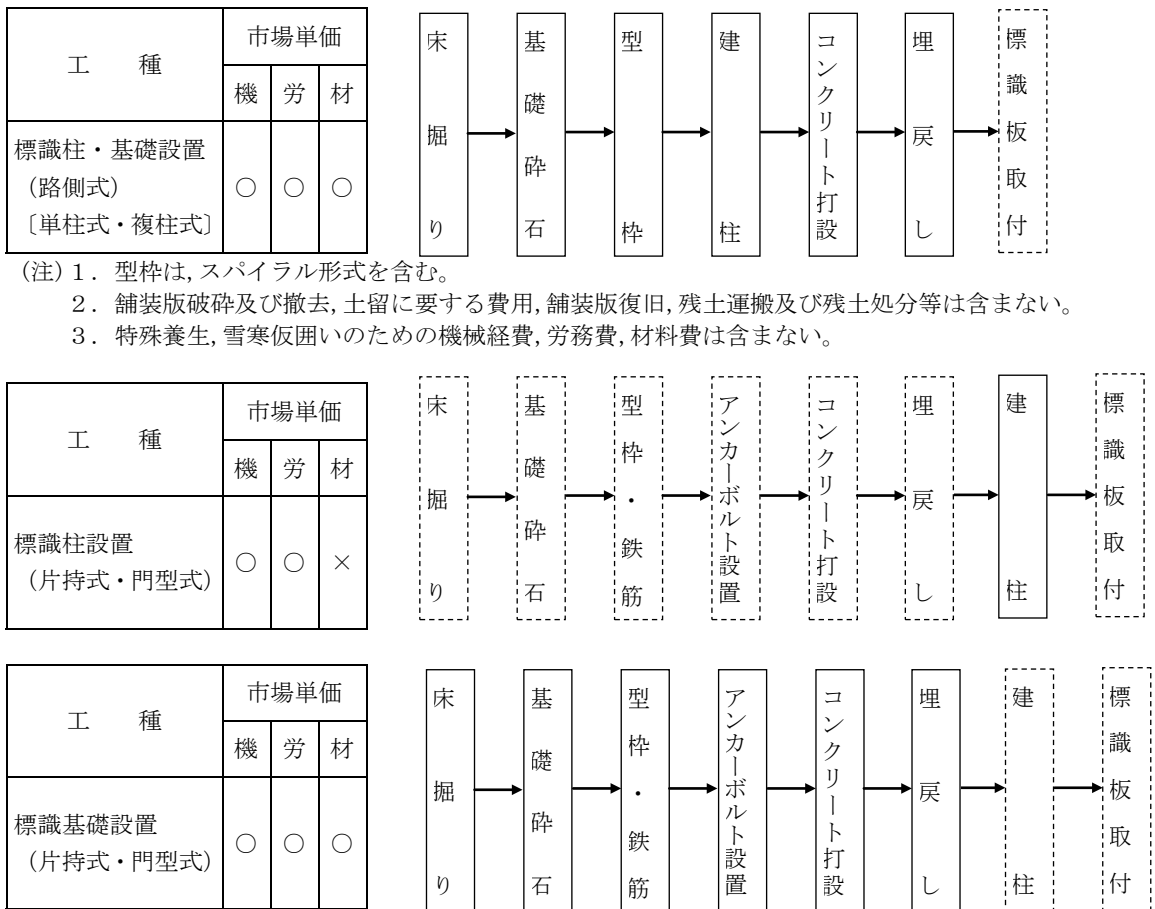 工　種
市場単価
機 労 材
標識柱・基礎設置
（路側式）
〔単柱式・複柱式〕
○ ○ ○
床掘り
基礎砕石
型枠
建柱
コンクリート打設
埋戻し
標識板取付
（注）１．型枠は，スパイラル形式を含む。
２．舗装版破砕及び撤去，土留に要する費用，舗装版復旧，残土運搬及び残土処分等は含まない。
３．特殊養生，雪寒仮囲いのための機械経費，労務費，材料費は含まない。
工　種
市場単価
機 労 材
標識柱設置
（片持式・門型式）
○ ○ ×
床掘り
基礎砕石
型枠・鉄筋
アンカーボルト設置
コンクリート打設
埋戻し
建柱
標識板取付
工　種
市場単価
機 労 材
標識基礎設置
（片持式・門型式）
○ ○ ○
床掘り
基礎砕石
型枠・鉄筋
アンカーボルト設置
コンクリート打設
埋戻し
建柱
標識板取付